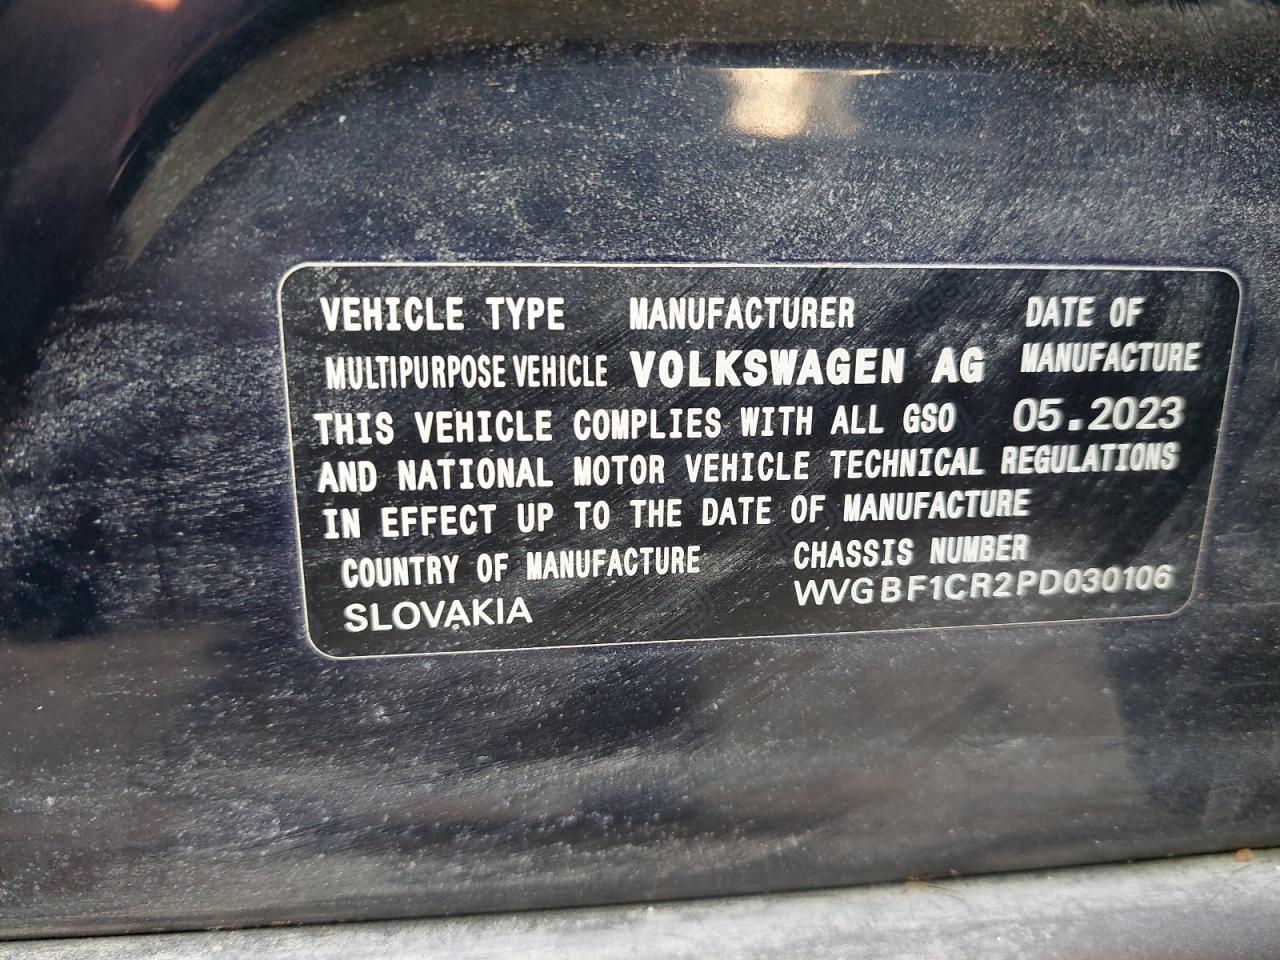 VEHICLE TYPE MANUFACTURER DATE OF
MULTIPURPOSE VEHICLE VOLKSWAGEN AG MANUFACTURE
THIS VEHICLE COMPLIES WITH ALL GSO 05.2023
AND NATIONAL MOTOR VEHICLE TECHNICAL REGULATIONS
IN EFFECT UP TO THE DATE OF MANUFACTURE
COUNTRY OF MANUFACTURE CHASSIS NUMBER
SLOVAKIA WVGBF1CR2PD030106